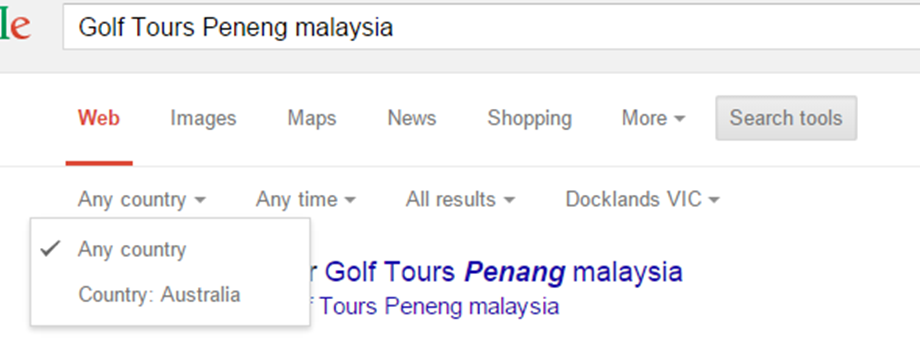 le Golf Tours Peneng malaysia
Web Images Maps News Shopping More Search tools
Any country Any time All results Docklands VIC
Any country
Country: Australia
r Golf Tours Penang malaysia
f Tours Peneng malaysia